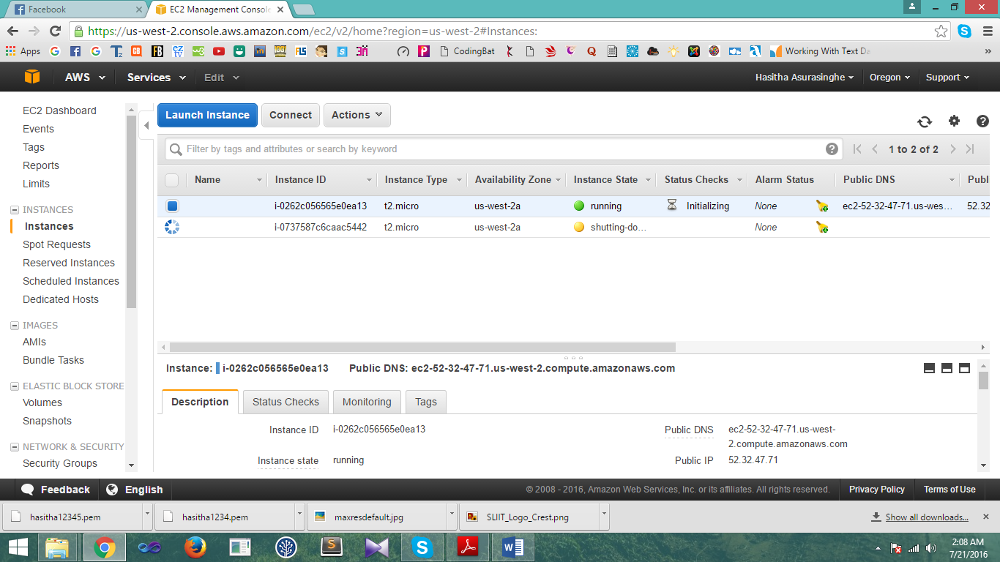 Facebook
EC2 Management Console
https://us-west-2.console.aws.amazon.com/ec2/v2/home?region=us-west-2#Instances:
Apps
CodingBat
Working With Text Da
AWS Services Edit Hasitha Asurasinghe Oregon Support
EC2 Dashboard
Events
Tags
Reports
Limits
INSTANCES
Instances
Spot Requests
Reserved Instances
Scheduled Instances
Dedicated Hosts
IMAGES
AMIs
Bundle Tasks
ELASTIC BLOCK STORE
Volumes
Snapshots
NETWORK & SECURITY
Security Groups
Launch Instance Connect Actions
Filter by tags and attributes or search by keyword 1 to 2 of 2
Name Instance ID Instance Type Availability Zone Instance State Status Checks Alarm Status Public DNS Publ
i-0262c056565e0ea13 t2.micro us-west-2a running Initializing None ec2-52-32-47-71.us-wes... 52.32
i-0737587c6caac5442 t2.micro us-west-2a shutting-do... None
Instance: i-0262c056565e0ea13 Public DNS: ec2-52-32-47-71.us-west-2.compute.amazonaws.com
Description Status Checks Monitoring Tags
Instance ID i-0262c056565e0ea13 Public DNS ec2-52-32-47-71.us-west-
2.compute.amazonaws.com
Instance state running Public IP 52.32.47.71
Feedback English © 2008 - 2016, Amazon Web Services, Inc. or its affiliates. All rights reserved. Privacy Policy Terms of Use
hasitha12345.pem hasitha1234.pem maxresdefault.jpg SLIIT_Logo_Crest.png Show all downloads...
2:08 AM
7/21/2016